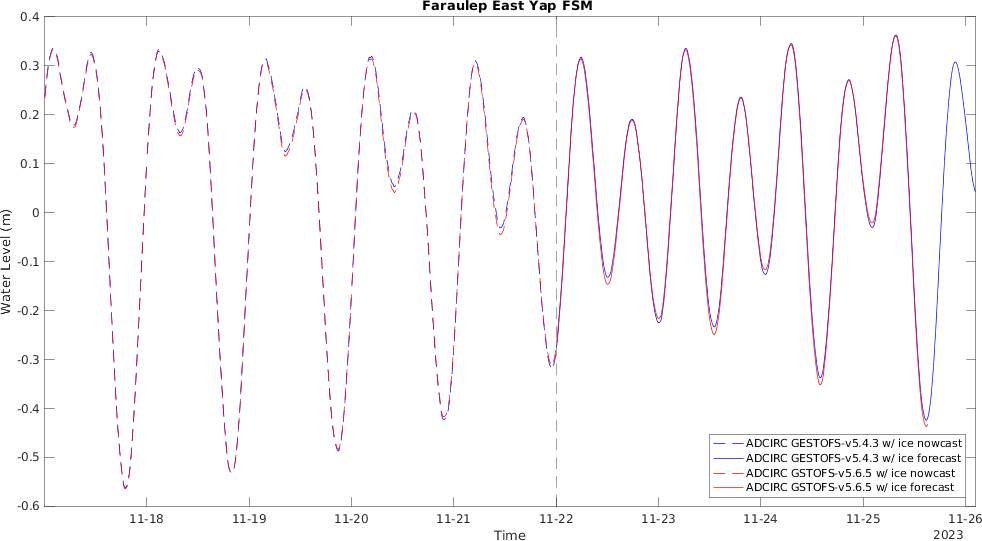 Faraulep East Yap FSM
0.4
0.3
0.2
0.1
0
-0.1
-0.2
-0.3
-0.4
-0.5
-0.6
Water Level (m)
ADCIRC GESTOFS-v5.4.3 w/ ice nowcast
ADCIRC GESTOFS-v5.4.3 w/ ice forecast
ADCIRC GSTOFS-v5.6.5 w/ ice nowcast
ADCIRC GSTOFS-v5.6.5 w/ ice forecast
11-18 11-19 11-20 11-21 11-22 11-23 11-24 11-25 11-26
Time
2023